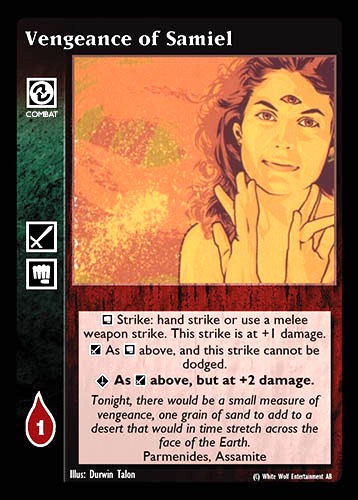 Vengeance of Samiel
COMBAT
Strike: hand strike or use a melee
weapon strike. This strike is at +1 damage.
As above, and this strike cannot be
dodged.
As above, but at +2 damage.
Tonight, there would be a small measure of
vengeance, one grain of sand to add to a
desert that would in time stretch across the
face of the Earth.
Parmenides, Assamite
1
Illus: Durwin Talon
(C) White Wolf Entertainment AB